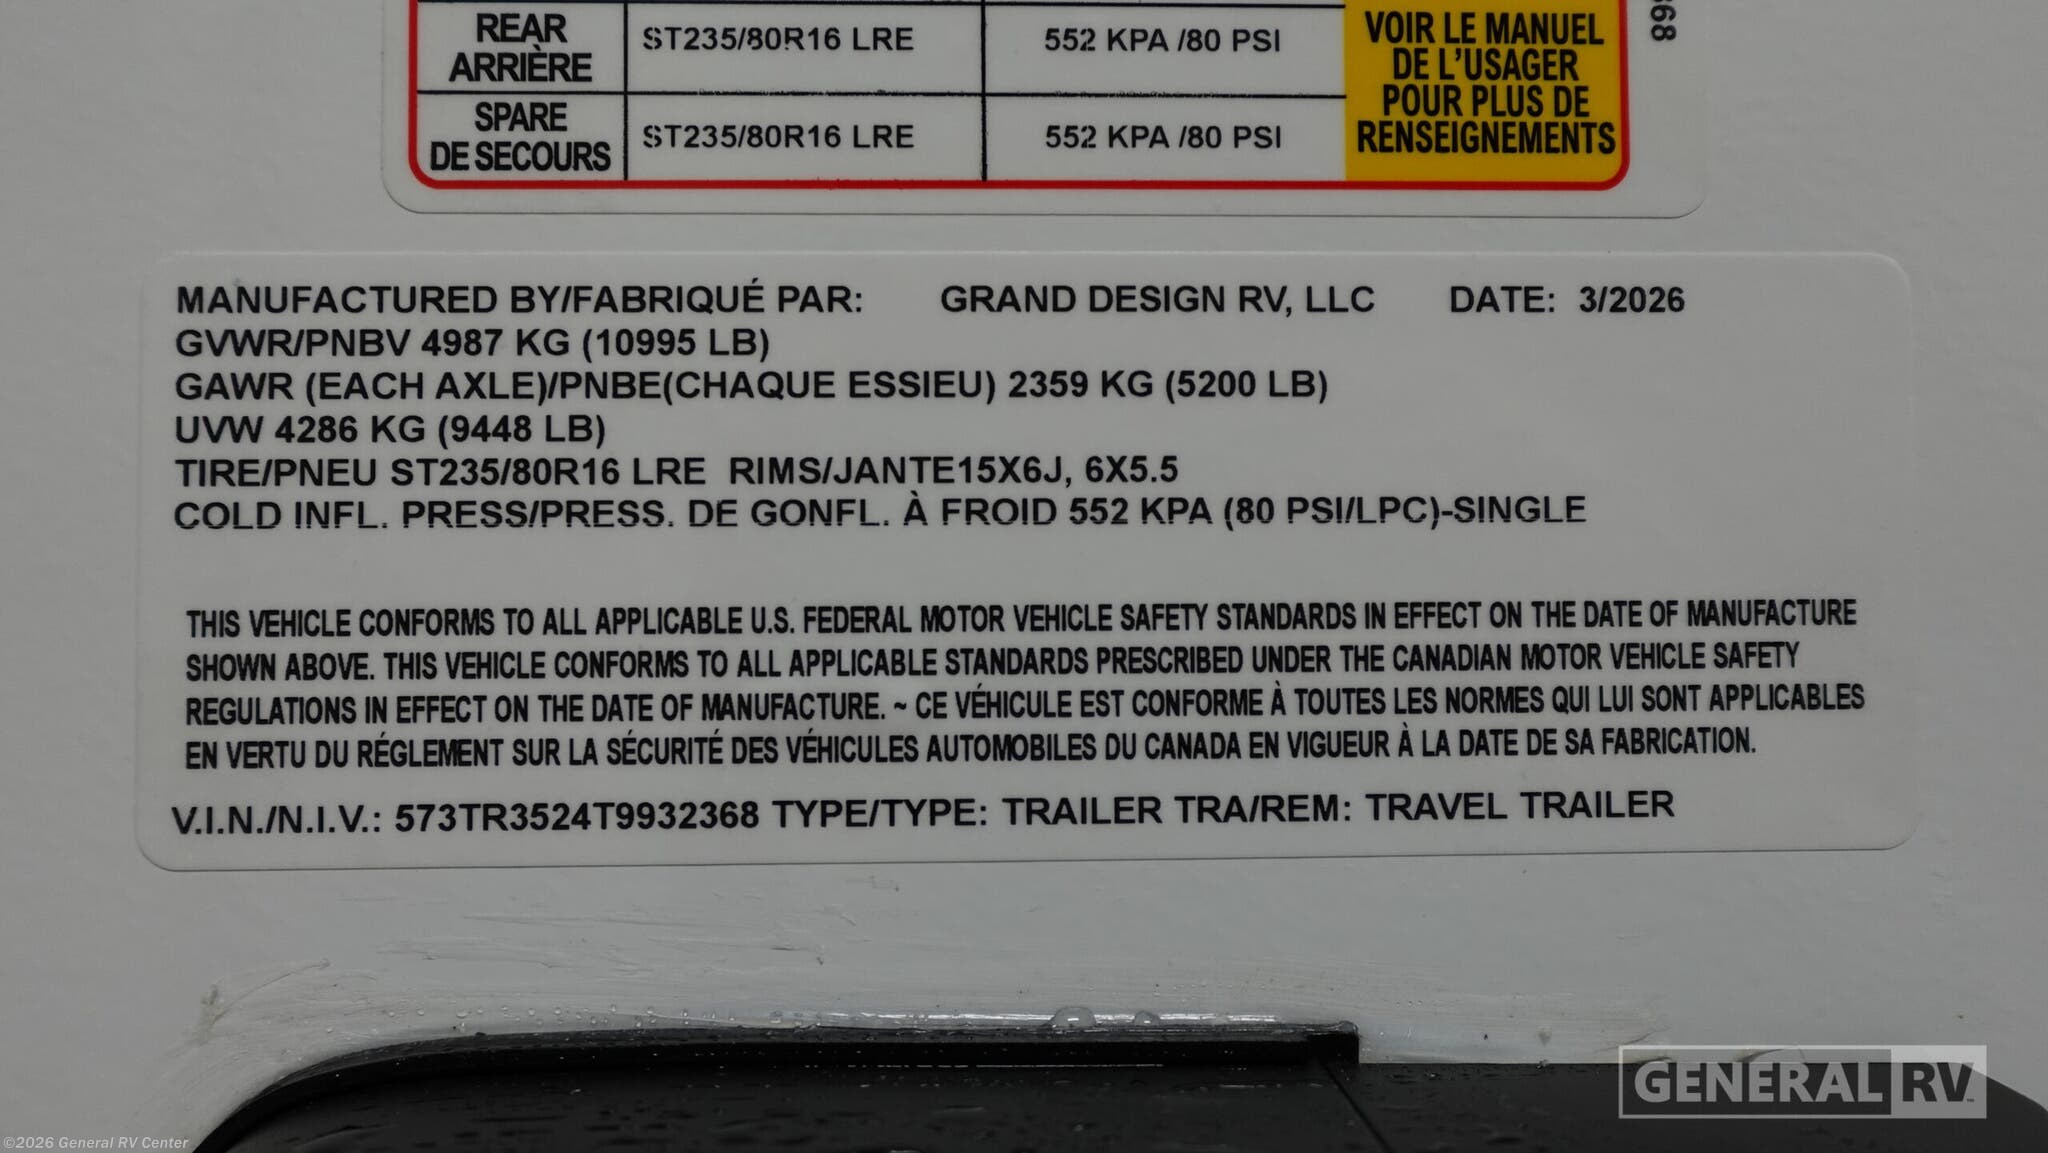 REAR ST235/80R16 LRE 552 KPA /80 PSI
ARRIÈRE
SPARE ST235/80R16 LRE 552 KPA /80 PSI
DE SECOURS
VOIR LE MANUEL
DE L'USAGER
POUR PLUS DE
RENSEIGNEMENTS
MANUFACTURED BY/FABRIQUÉ PAR: GRAND DESIGN RV, LLC DATE: 3/2026
GVWR/PNBV 4987 KG (10995 LB)
GAWR (EACH AXLE)/PNBE(CHAQUE ESSIEU) 2359 KG (5200 LB)
UVW 4286 KG (9448 LB)
TIRE/PNEU ST235/80R16 LRE RIMS/JANTE15X6J, 6X5.5
COLD INFL. PRESS/PRESS. DE GONFL. À FROID 552 KPA (80 PSI/LPC)-SINGLE
THIS VEHICLE CONFORMS TO ALL APPLICABLE U.S. FEDERAL MOTOR VEHICLE SAFETY STANDARDS IN EFFECT ON THE DATE OF MANUFACTURE
SHOWN ABOVE. THIS VEHICLE CONFORMS TO ALL APPLICABLE STANDARDS PRESCRIBED UNDER THE CANADIAN MOTOR VEHICLE SAFETY
REGULATIONS IN EFFECT ON THE DATE OF MANUFACTURE. ~ CE VÉHICULE EST CONFORME À TOUTES LES NORMES QUI LUI SONT APPLICABLES
EN VERTU DU RÉGLEMENT SUR LA SÉCURITÉ DES VÉHICULES AUTOMOBILES DU CANADA EN VIGUEUR À LA DATE DE SA FABRICATION.
V.I.N./N.I.V.: 573TR3524T9932368 TYPE/TYPE: TRAILER TRA/REM: TRAVEL TRAILER
GENERAL RV
©2026 General RV Center